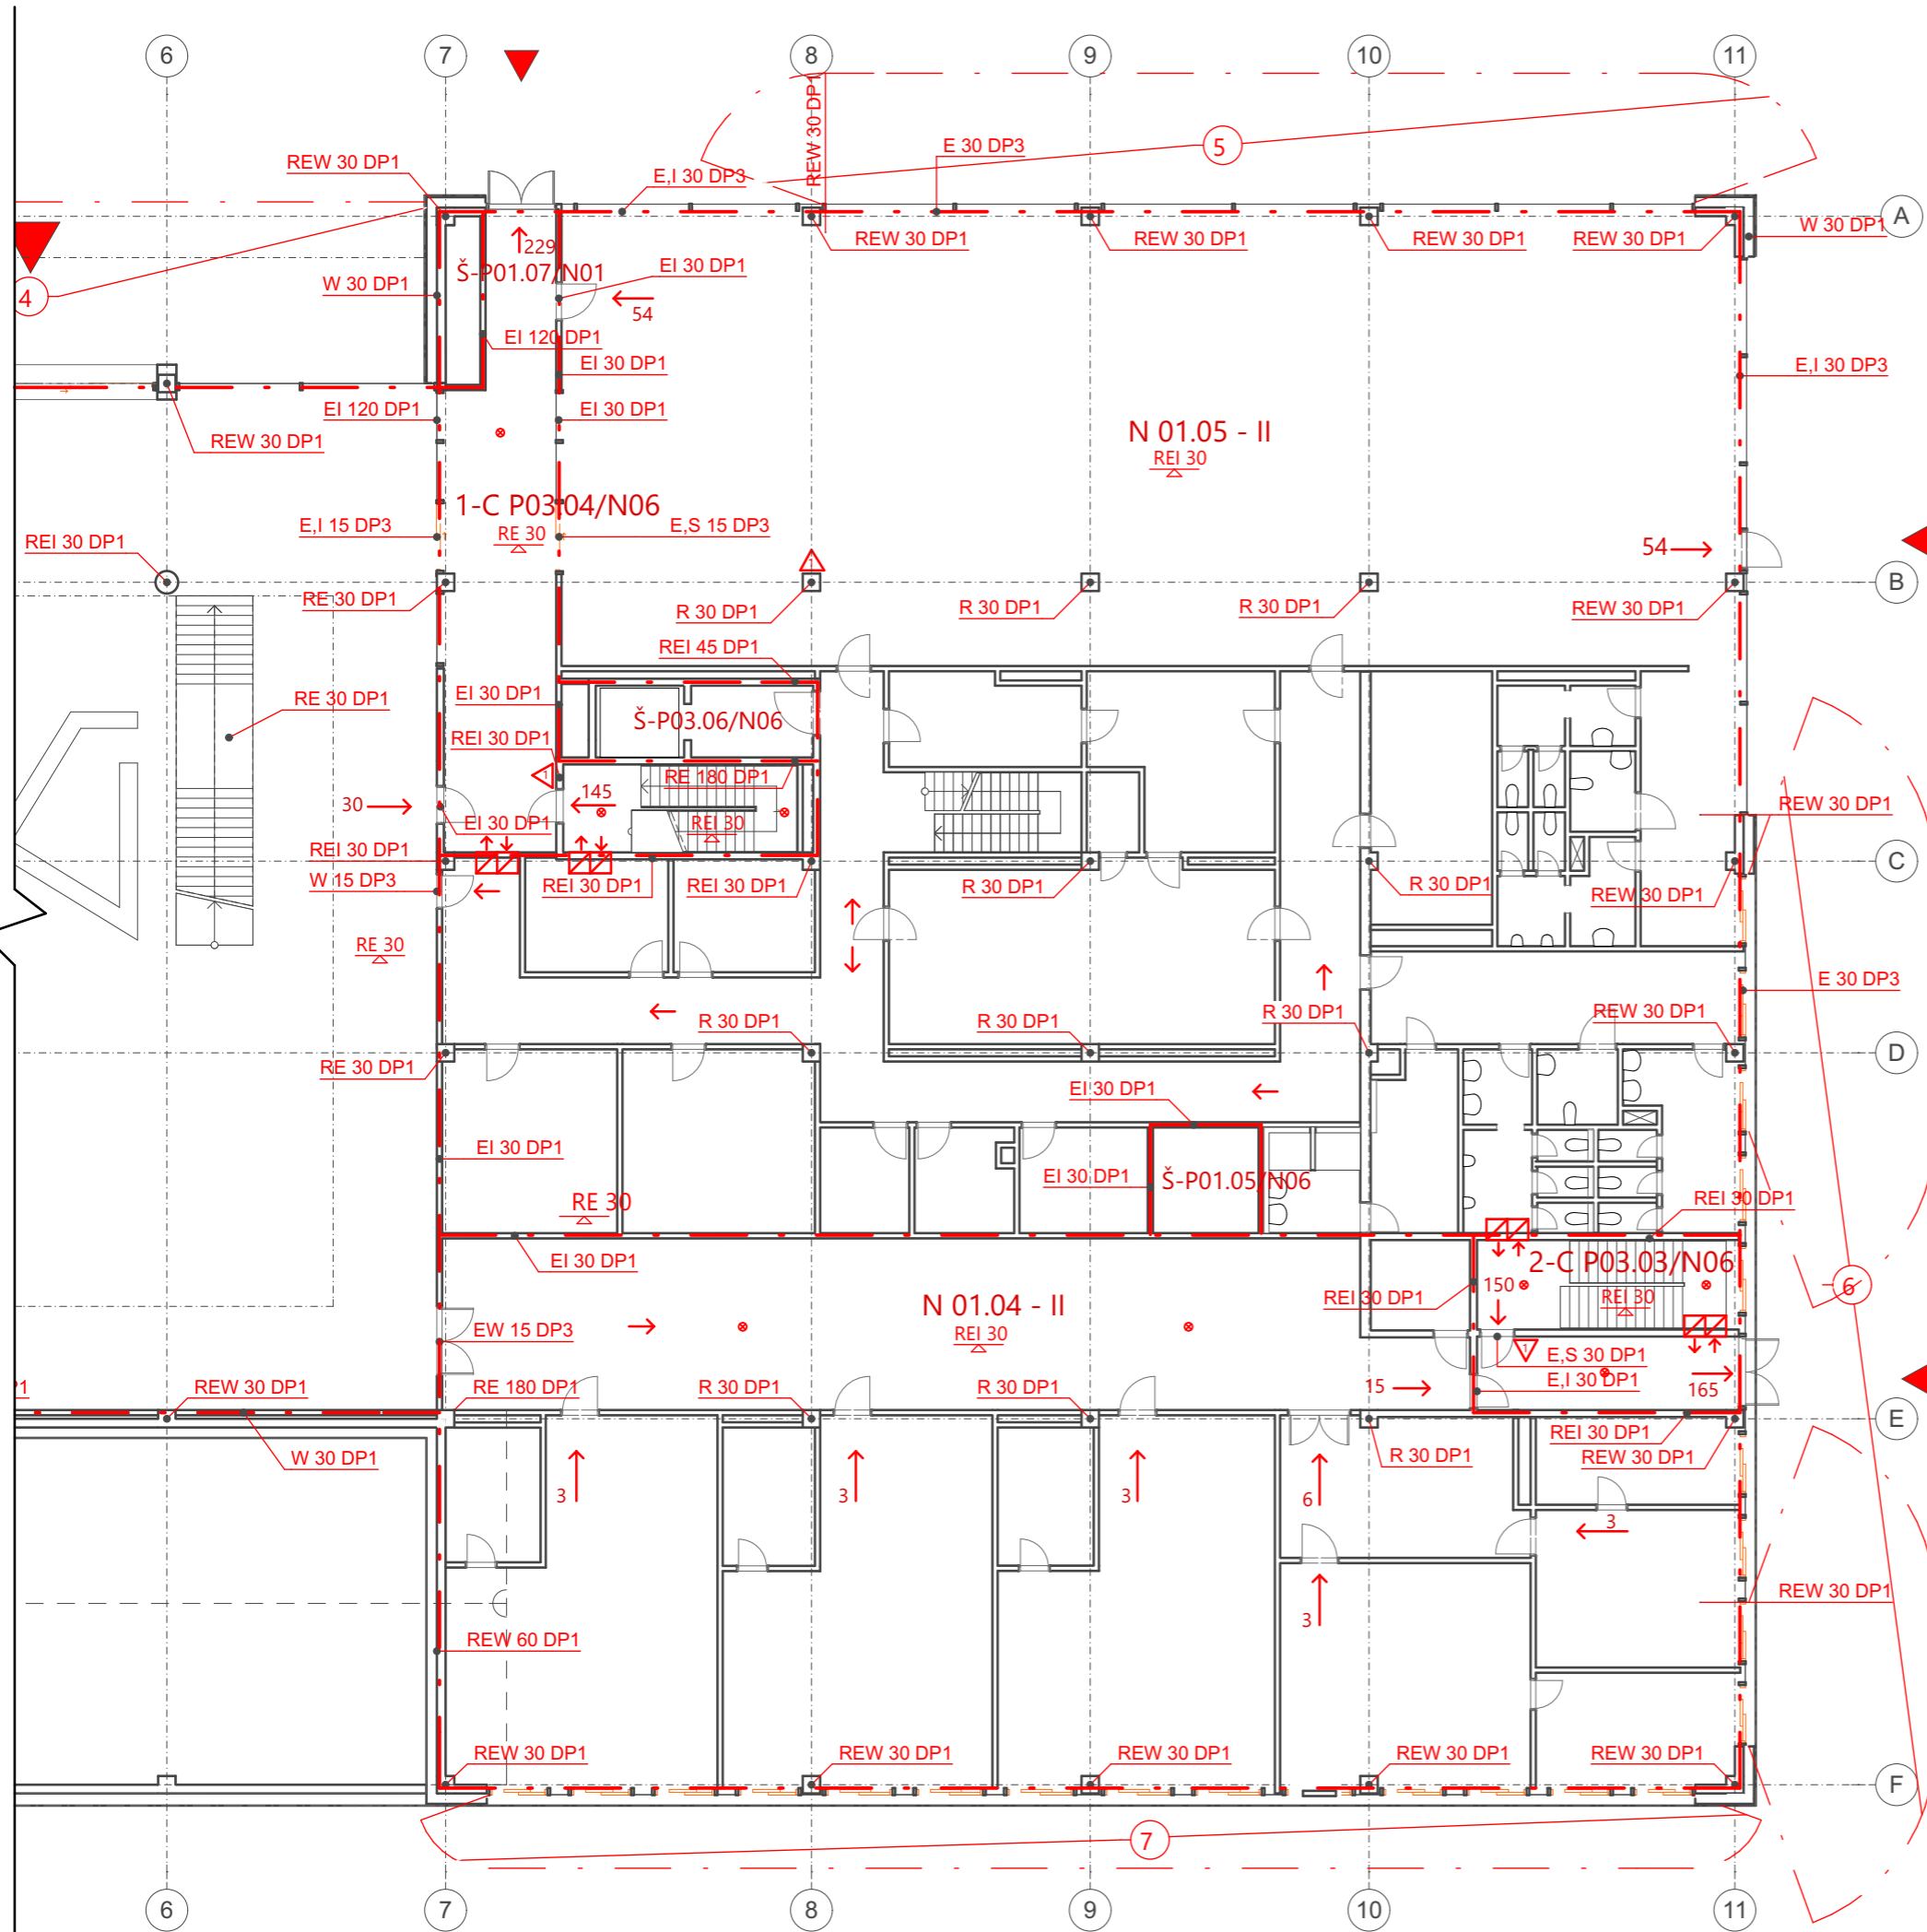 6 7 8 9 10 11
REW 30 DP1
5
E 30 DP3
REW 30 DP1
E,I 30 DP3
A
W 30 DP1
REW 30 DP1
REW 30 DP1
REW 30 DP1
REW 30 DP1
229
Š-P01.07/N01
EI 30 DP1
W 30 DP1
4
54
EI 120 DP1
EI 30 DP1
E,I 30 DP3
EI 120 DP1
EI 30 DP1
REW 30 DP1
N 01.05 - II
REI 30
1-C P03.04/N06
E,I 15 DP3
RE 30
E,S 15 DP3
REI 30 DP1
54
1
B
RE 30 DP1
R 30 DP1
R 30 DP1
R 30 DP1
REW 30 DP1
REI 45 DP1
RE 30 DP1
EI 30 DP1
Š-P03.06/N06
REI 30 DP1
1
RE 180 DP1
145
30
REW 30 DP1
EI 30 DP1
REI 30
REI 30 DP1
C
W 15 DP3
REI 30 DP1
REI 30 DP1
R 30 DP1
R 30 DP1
REW 30 DP1
RE 30
E 30 DP3
R 30 DP1
R 30 DP1
R 30 DP1
REW 30 DP1
D
RE 30 DP1
EI 30 DP1
EI 30 DP1
EI 30 DP1
Š-P01.05/N06
RE 30
REI 30 DP1
EI 30 DP1
2-C P03.03/N06
150
6
REI 30 DP1
REI 30
N 01.04 - II
REI 30
EW 15 DP3
1
E,S 30 DP1
E,I 30 DP1
15
165
1
REW 30 DP1
RE 180 DP1
R 30 DP1
R 30 DP1
E
REI 30 DP1
W 30 DP1
R 30 DP1
REW 30 DP1
3
3
3
6
3
REW 30 DP1
3
REW 60 DP1
REW 30 DP1
REW 30 DP1
REW 30 DP1
REW 30 DP1
REW 30 DP1
F
7
6 7 8 9 10 11